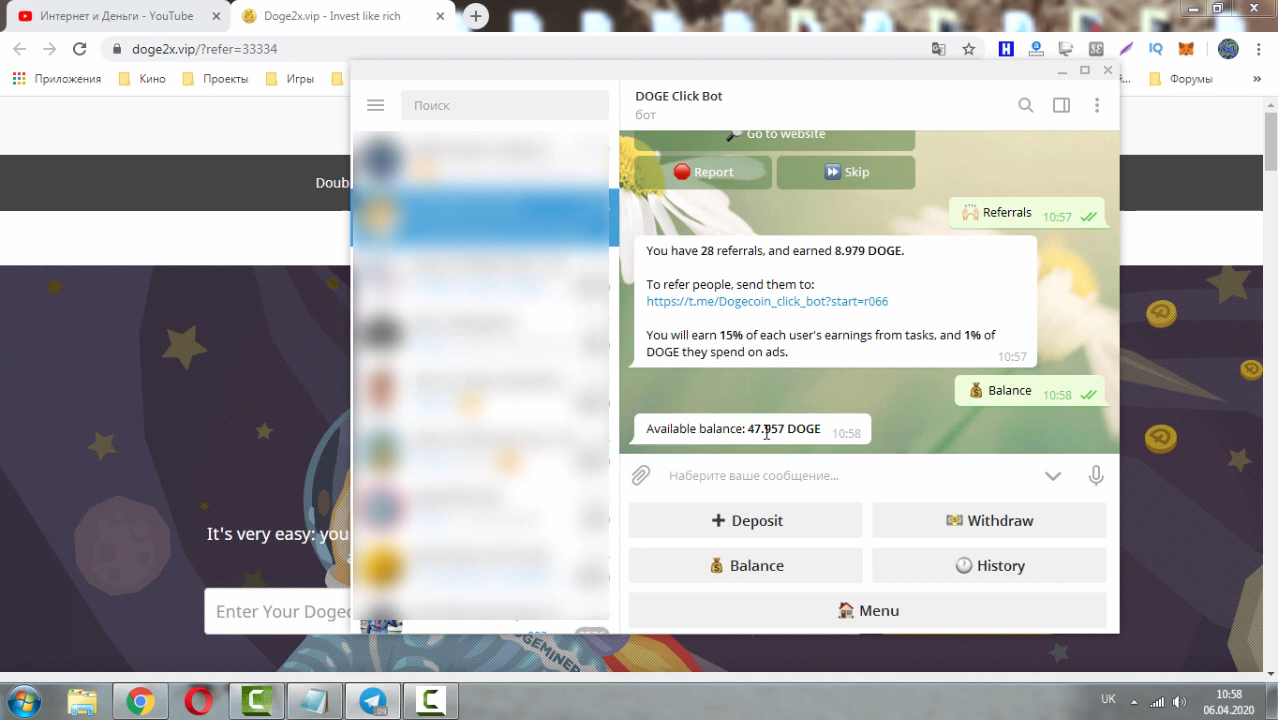 Интернет и Деньги - YouTube
Doge2x.vip - Invest like rich
doge2x.vip/?refer=33334
Приложения
Кино
Проекты
Игры
Форумы
Поиск
DOGE Click Bot
бот
Go to website
Report
Skip
Referrals
10:57
You have 28 referrals, and earned 8.979 DOGE.
To refer people, send them to:
https://t.me/Dogecoin_click_bot?start=r066
You will earn 15% of each user's earnings from tasks, and 1% of
DOGE they spend on ads.
10:57
Balance
10:58
Available balance: 47.957 DOGE
10:58
Наберите ваше сообщение...
Deposit
Withdraw
Balance
History
Menu
Doub
It's very easy: you
Enter Your Doged
DOGEMINER
UK
10:58
06.04.2020